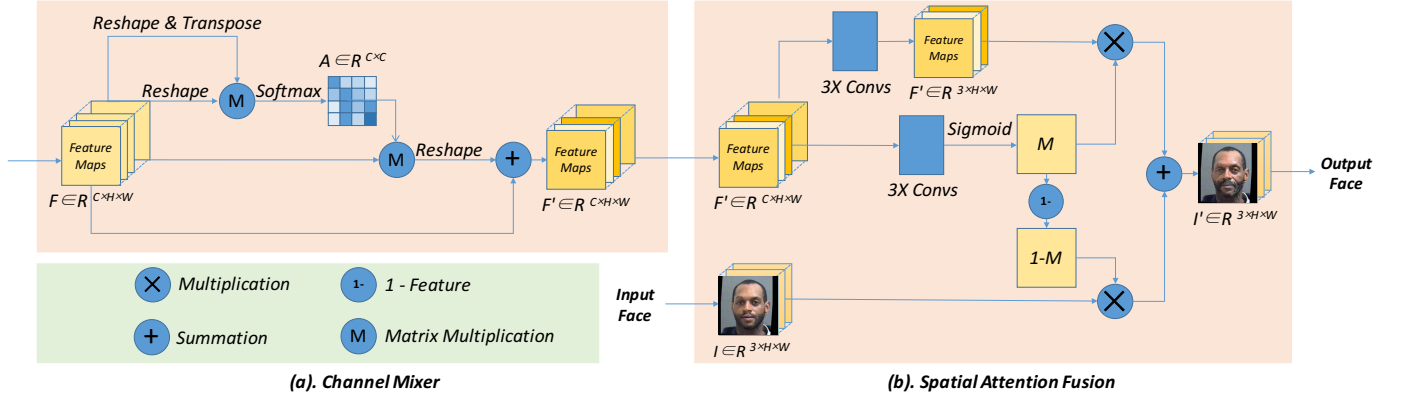 Reshape & Transpose
A ∈ R C×C
Reshape
M
Softmax
Feature
Maps
M
Reshape
+
Feature
Maps
F ∈ R C×H×W
F' ∈ R C×H×W
× Multiplication
1- 1 - Feature
+ Summation
M Matrix Multiplication
(a). Channel Mixer
3X Convs
Feature
Maps
F' ∈ R 3×H×W
×
Feature
Maps
F' ∈ R C×H×W
3X Convs
Sigmoid
M
1-
1-M
×
+
I' ∈ R 3×H×W
Output
Face
Input
Face
I ∈ R 3×H×W
(b). Spatial Attention Fusion